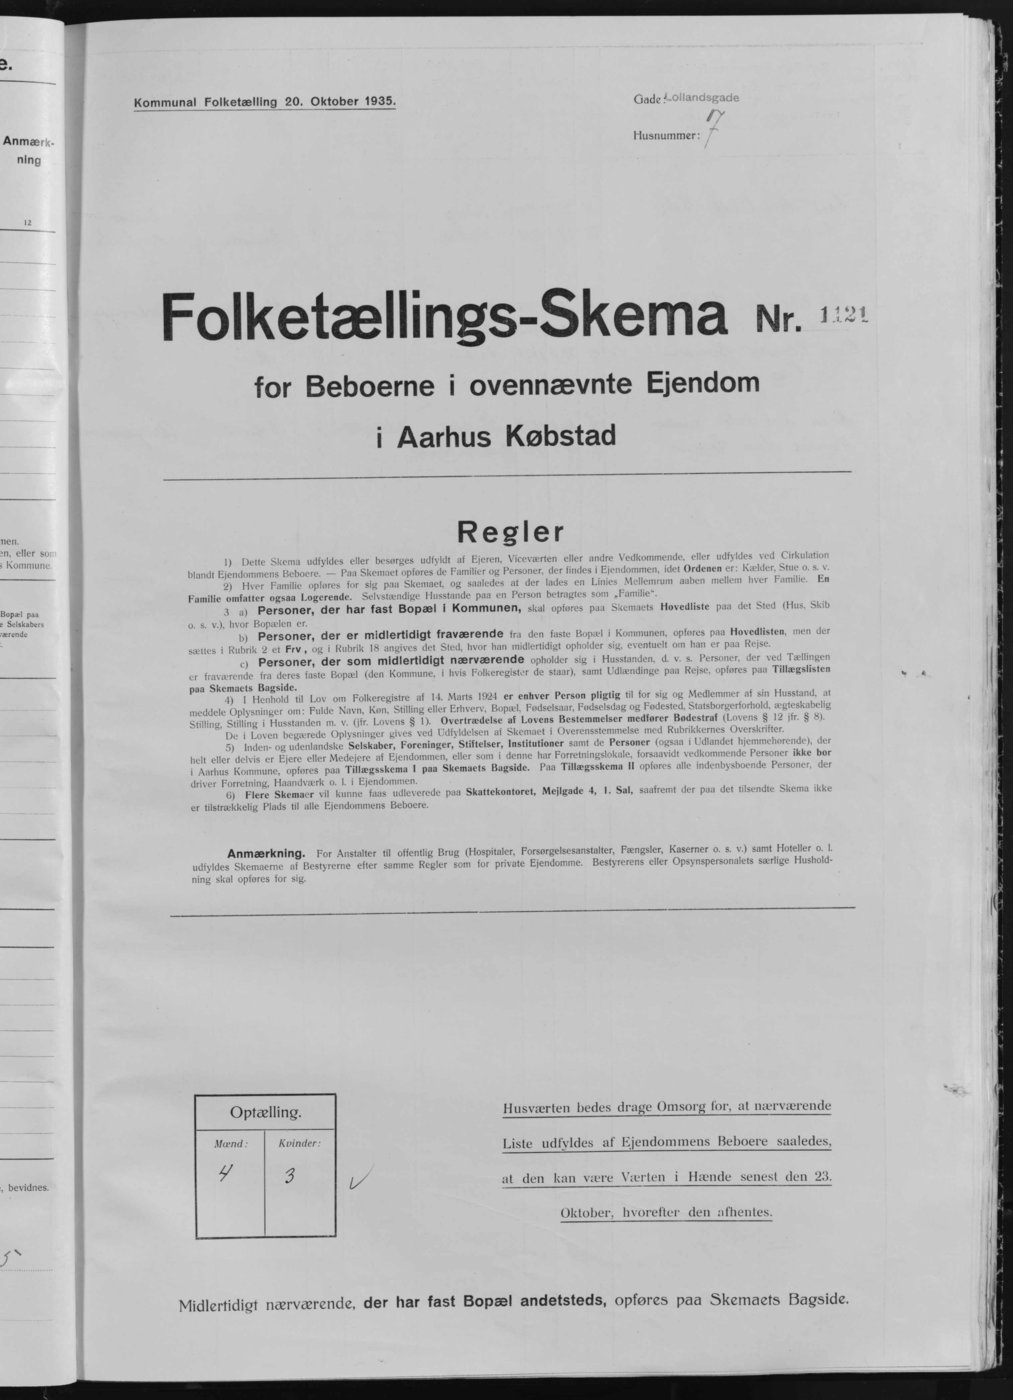 e.
Anmærk-
ning
12
nen.
en, eller som
s Kommune.
Bopæl paa
e Selskabers
værende
, bevidnes.
Kommunal Folketælling 20. Oktober 1935.
Gade: Lollandsgade
Husnummer: 7
Folketællings-Skema Nr. 1121
for Beboerne i ovennævnte Ejendom
i Aarhus Købstad
Regler
1) Dette Skema udfyldes eller besørges udfyldt af Ejeren, Viceværten eller andre Vedkommende, eller udfyldes ved Cirkulation
blandt Ejendommens Beboere. — Paa Skemaet opføres de Familier og Personer, der findes i Ejendommen, idet Ordenen er: Kælder, Stue o. s. v.
2) Hver Familie opføres for sig paa Skemaet, og saaledes at der lades en Linies Mellemrum aaben mellem hver Familie. En
Familie omfatter ogsaa Logerende. Selvstændige Husstande paa en Person betragtes som „Familie“.
3 a) Personer, der har fast Bopæl i Kommunen, skal opføres paa Skemaets Hovedliste paa det Sted (Hus, Skib
o. s. v.), hvor Bopælen er.
b) Personer, der er midlertidigt fraværende fra den faste Bopæl i Kommunen, opføres paa Hovedlisten, men der
sættes i Rubrik 2 et Frv, og i Rubrik 18 angives det Sted, hvor han midlertidigt opholder sig, eventuelt om han er paa Rejse.
c) Personer, der som midlertidigt nærværende opholder sig i Husstanden, d. v. s. Personer, der ved Tællingen
er fraværende fra deres faste Bopæl (den Kommune, i hvis Folkeregister de staar), samt Udlændinge paa Rejse, opføres paa Tillægslisten
paa Skemaets Bagside.
4) I Henhold til Lov om Folkeregistre af 14. Marts 1924 er enhver Person pligtig til for sig og Medlemmer af sin Husstand, at
meddele Oplysninger om: Fulde Navn, Køn, Stilling eller Erhverv, Bopæl, Fødselsaar, Fødselsdag og Fødested, Statsborgerforhold, ægteskabelig
Stilling, Stilling i Husstanden m. v. (jfr. Lovens § 1). Overtrædelse af Lovens Bestemmelser medfører Bødestraf (Lovens § 12 jfr. § 8).
De i Loven begærede Oplysninger gives ved Udfyldelsen af Skemaet i Overensstemmelse med Rubrikkernes Overskrifter.
5) Inden- og udenlandske Selskaber, Foreninger, Stiftelser, Institutioner samt de Personer (ogsaa i Udlandet hjemmehørende), der
helt eller delvis er Ejere eller Medejere af Ejendommen, eller som i denne har Forretningslokale, forsaavidt vedkommende Personer ikke bor
i Aarhus Kommune, opføres paa Tillægsskema I paa Skemaets Bagside. Paa Tillægsskema II opføres alle indenbysboende Personer, der
driver Forretning, Haandværk o. l. i Ejendommen.
6) Flere Skemaer vil kunne faas udleverede paa Skattekontoret, Mejlgade 4, 1. Sal, saafremt der paa det tilsendte Skema ikke
er tilstrækkelig Plads til alle Ejendommens Beboere.
Anmærkning. For Anstalter til offentlig Brug (Hospitaler, Forsørgelsesanstalter, Fængsler, Kaserner o. s. v.) samt Hoteller o. l.
udfyldes Skemaerne af Bestyrerne efter samme Regler som for private Ejendomme. Bestyrerens eller Opsynspersonalets særlige Hushold-
ning skal opføres for sig.
Optælling.
Mænd: Kvinder:
4 3
Husværten bedes drage Omsorg for, at nærværende
Liste udfyldes af Ejendommens Beboere saaledes,
at den kan være Værten i Hænde senest den 23.
Oktober, hvorefter den afhentes.
Midlertidigt nærværende, der har fast Bopæl andetsteds, opføres paa Skemaets Bagside.